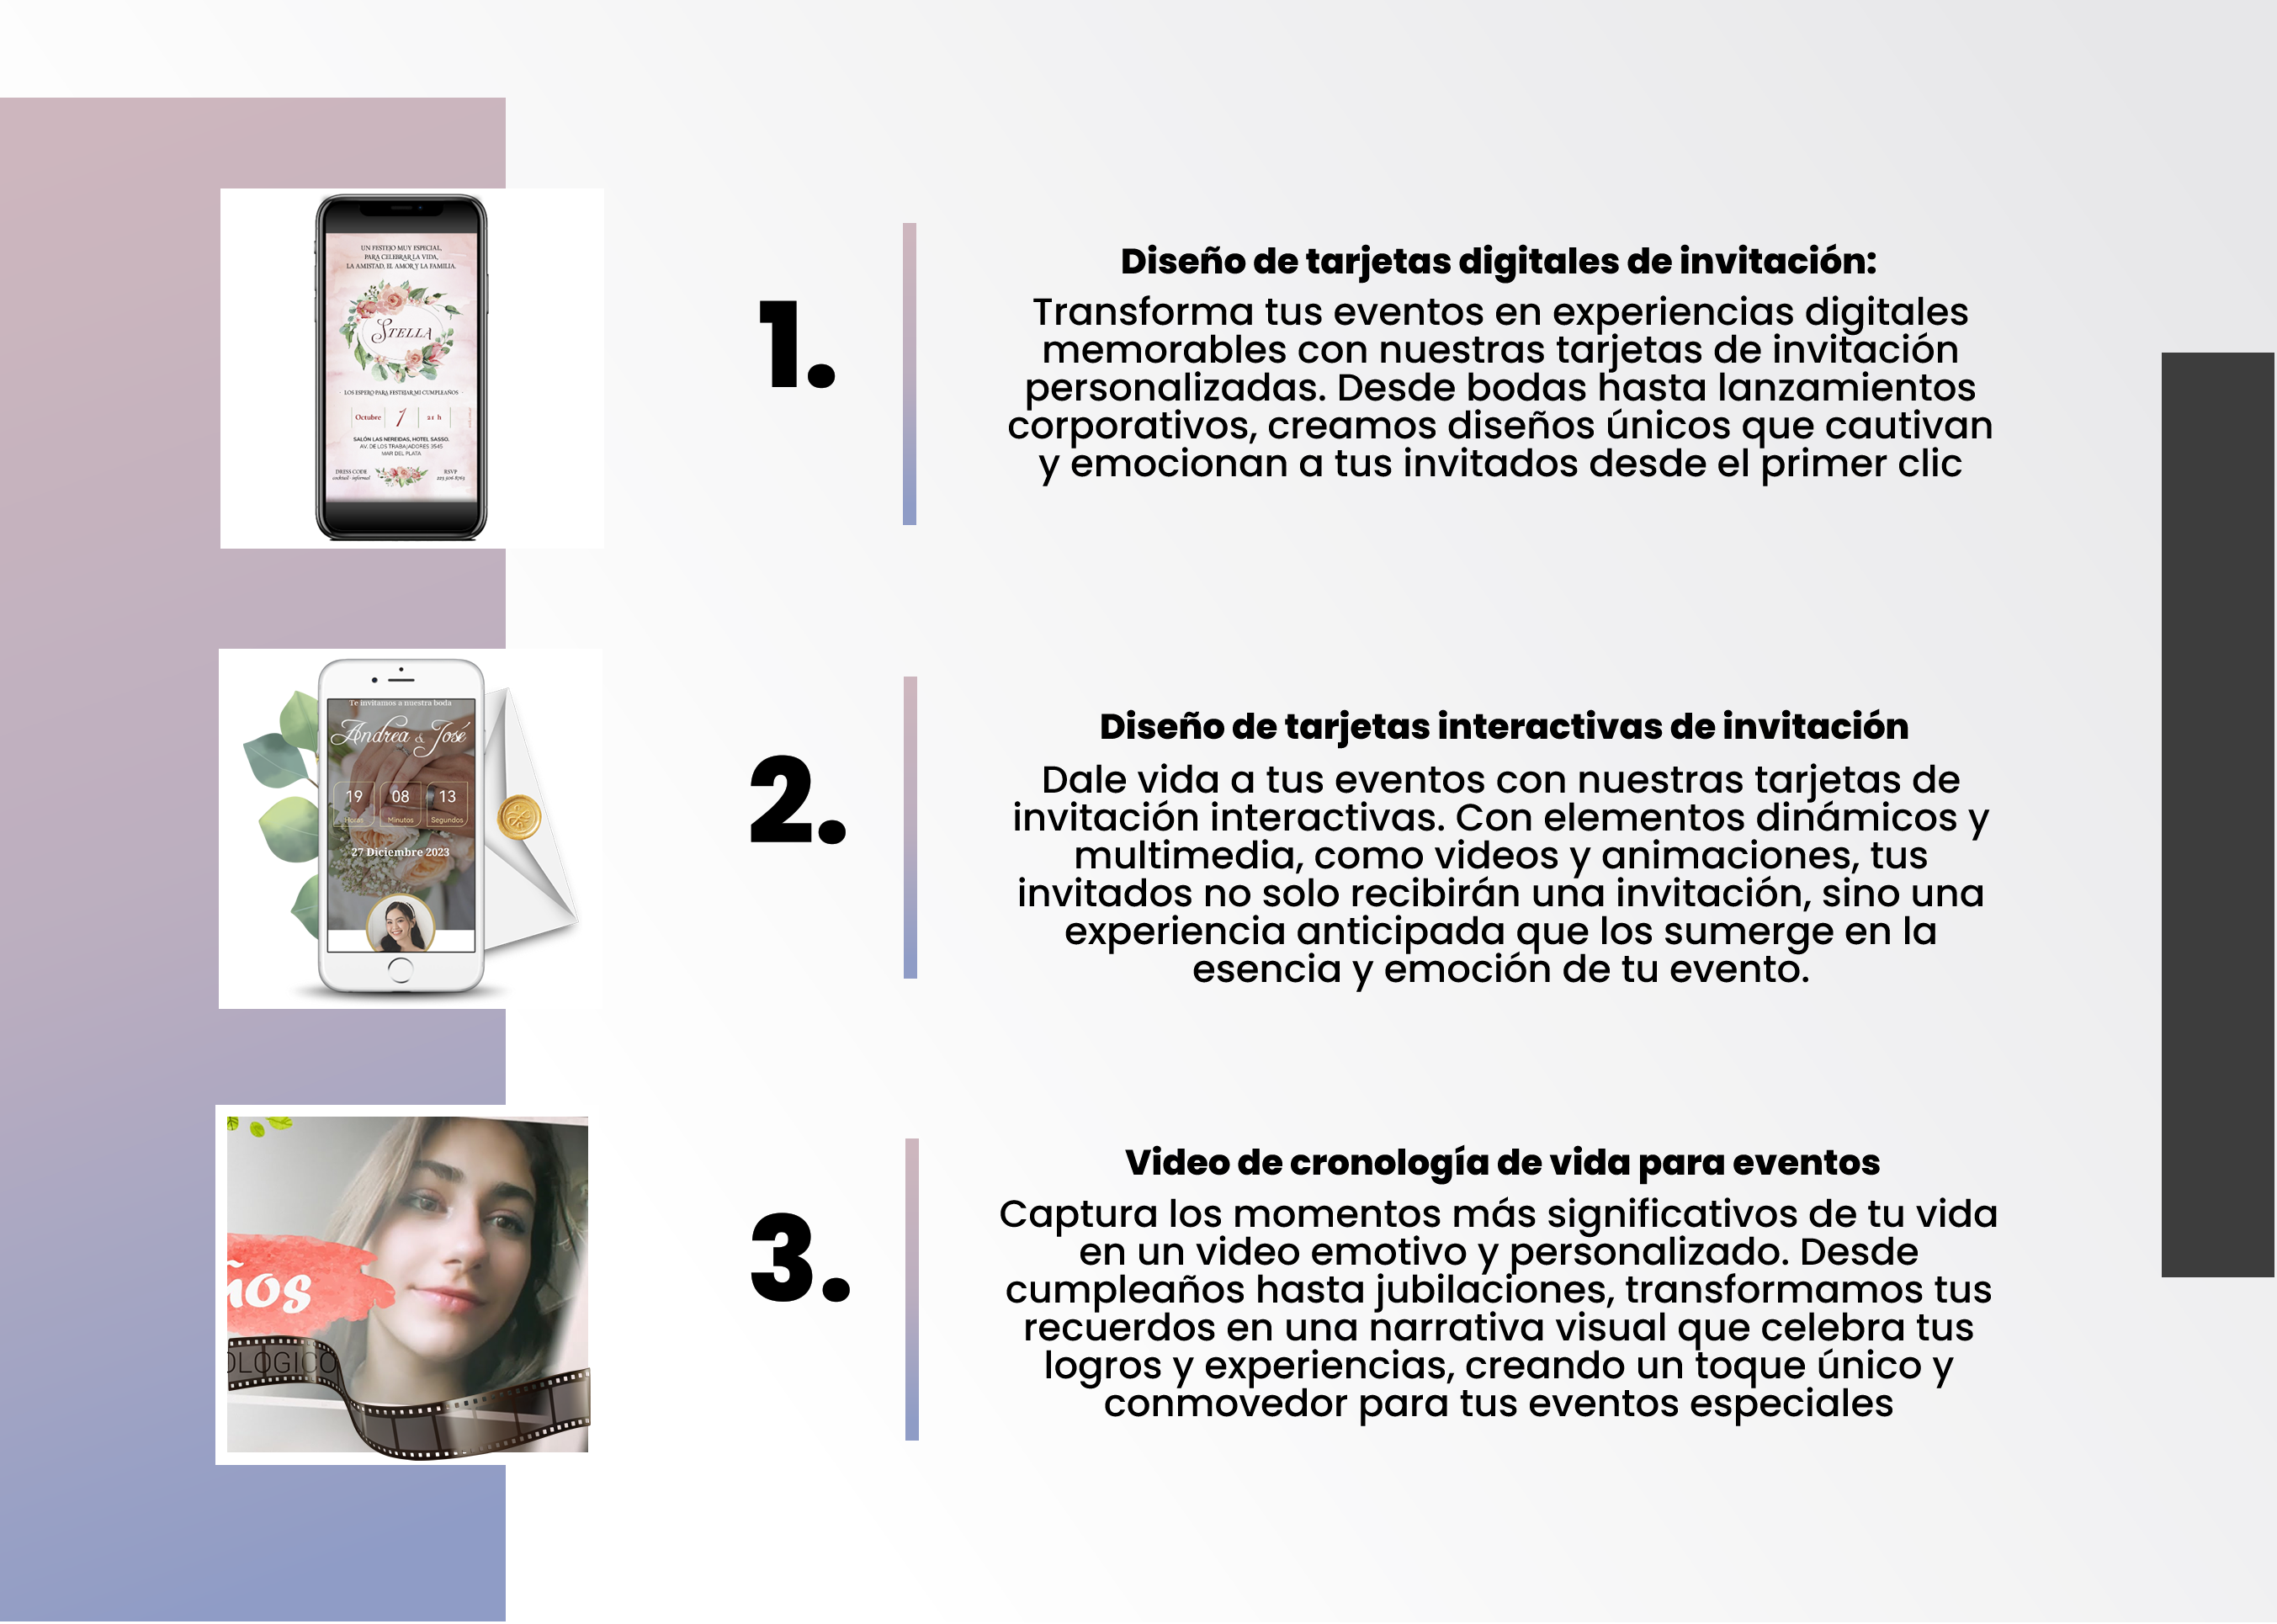 UN FESTEJO MUY ESPECIAL,
PARA CELEBRAR LA VIDA,
LA AMISTAD, EL AMOR Y LA FAMILIA.
STELLA
· LOS ESPERO PARA FESTEJAR MI CUMPLEAÑOS ·
Octubre 1 21 h
SALÓN LAS NEREIDAS, HOTEL SASSO.
AV. DE LOS TRABAJADORES 3545
MAR DEL PLATA
DRESS CODE
cocktail - informal
RSVP
1.
Diseño de tarjetas digitales de invitación:
Transforma tus eventos en experiencias digitales
memorables con nuestras tarjetas de invitación
personalizadas. Desde bodas hasta lanzamientos
corporativos, creamos diseños únicos que cautivan
y emocionan a tus invitados desde el primer clic
Te invitamos a nuestra boda
Andrea & José
19 08 13
Horas Minutos Segundos
27 Diciembre 2023
2.
Diseño de tarjetas interactivas de invitación
Dale vida a tus eventos con nuestras tarjetas de
invitación interactivas. Con elementos dinámicos y
multimedia, como videos y animaciones, tus
invitados no solo recibirán una invitación, sino una
experiencia anticipada que los sumerge en la
esencia y emoción de tu evento.
ños
OLOGICO
3.
Video de cronología de vida para eventos
Captura los momentos más significativos de tu vida
en un video emotivo y personalizado. Desde
cumpleaños hasta jubilaciones, transformamos tus
recuerdos en una narrativa visual que celebra tus
logros y experiencias, creando un toque único y
conmovedor para tus eventos especiales